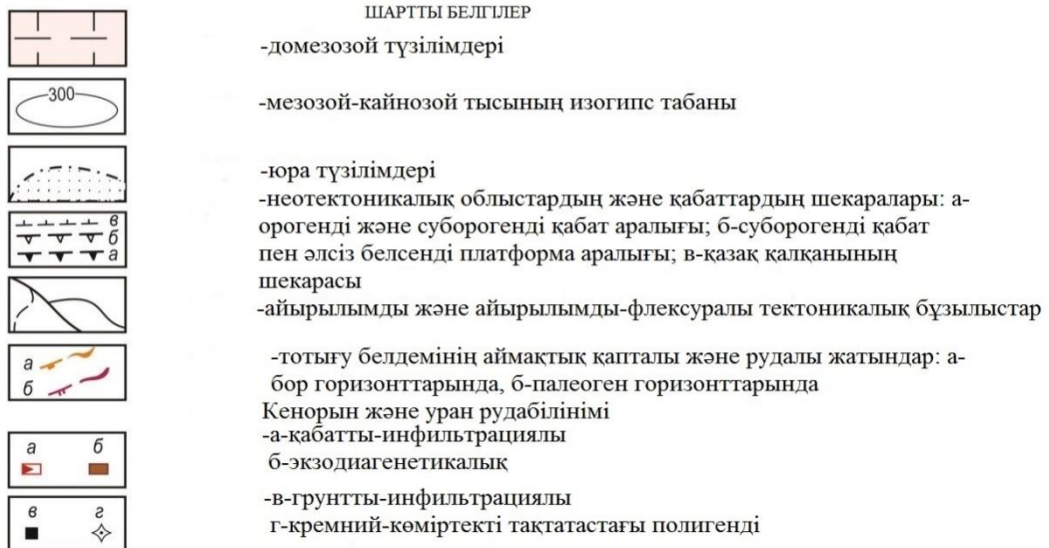 ШАРТТЫ БЕЛГІЛЕР
-домезозой түзілімдері
300
-мезозой-кайнозой тысының изогипс табаны
-юра түзілімдері
-неотектоникалық облыстардың және қабаттардың шекаралары: а-
орогенді және суборогенді қабат аралығы; б-суборогенді қабат
пен әлсіз белсенді платформа аралығы; в-қазақ қалқанының
шекарасы
в
б
а
-айырылымды және айырылымды-флексуралы тектоникалық бұзылыстар
-тотығу белдемінің аймақтық қапталы және рудалы жатындар: а-
бор горизонттарында, б-палеоген горизонттарында
а
б
Кенорын және уран рудабілінімі
-а-қабатты-инфильтрациялы
б-экзодиагенетикалық
а б
-в-грунтты-инфильтрациялы
г-кремний-көміртекті тақтатастағы полигенді
в г